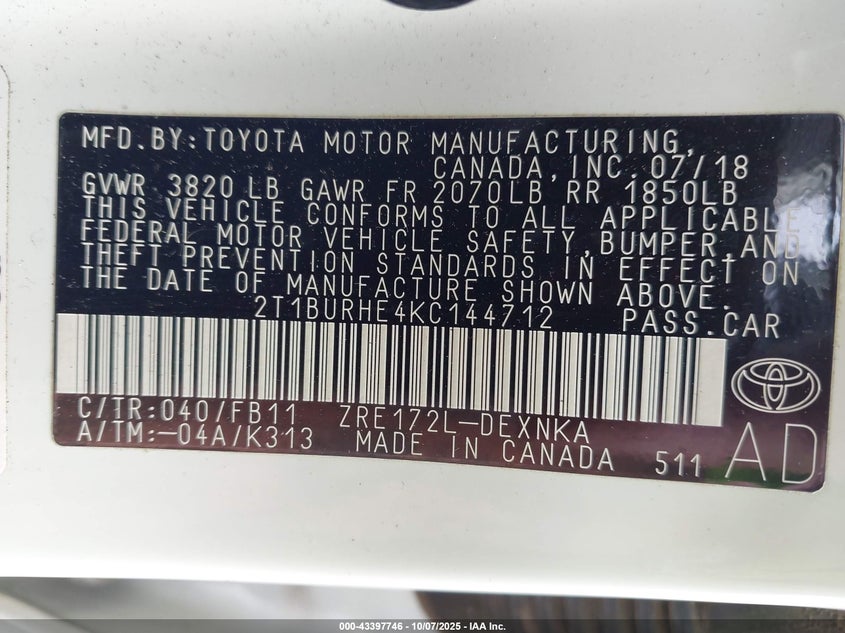 MFD.BY:TOYOTA MOTOR MANUFACTURING,
CANADA,INC.07/18
GVWR 3820 LB GAWR FR 2070LB RR 1850LB
THIS VEHICLE CONFORMS TO ALL APPLICABLE
FEDERAL MOTOR VEHICLE SAFETY,BUMPER,AND
THEFT PREVENTION STANDARDS IN EFFECT ON
THE DATE OF MANUFACTURE SHOWN ABOVE.
2T1BURHE4KC144712 PASS.CAR
C/TR:040/FB11 ZRE172L-DEXNKA
A/TM:-04A/K313 MADE IN CANADA 511 AD
000-43397746 - 10/07/2025 - IAA Inc.